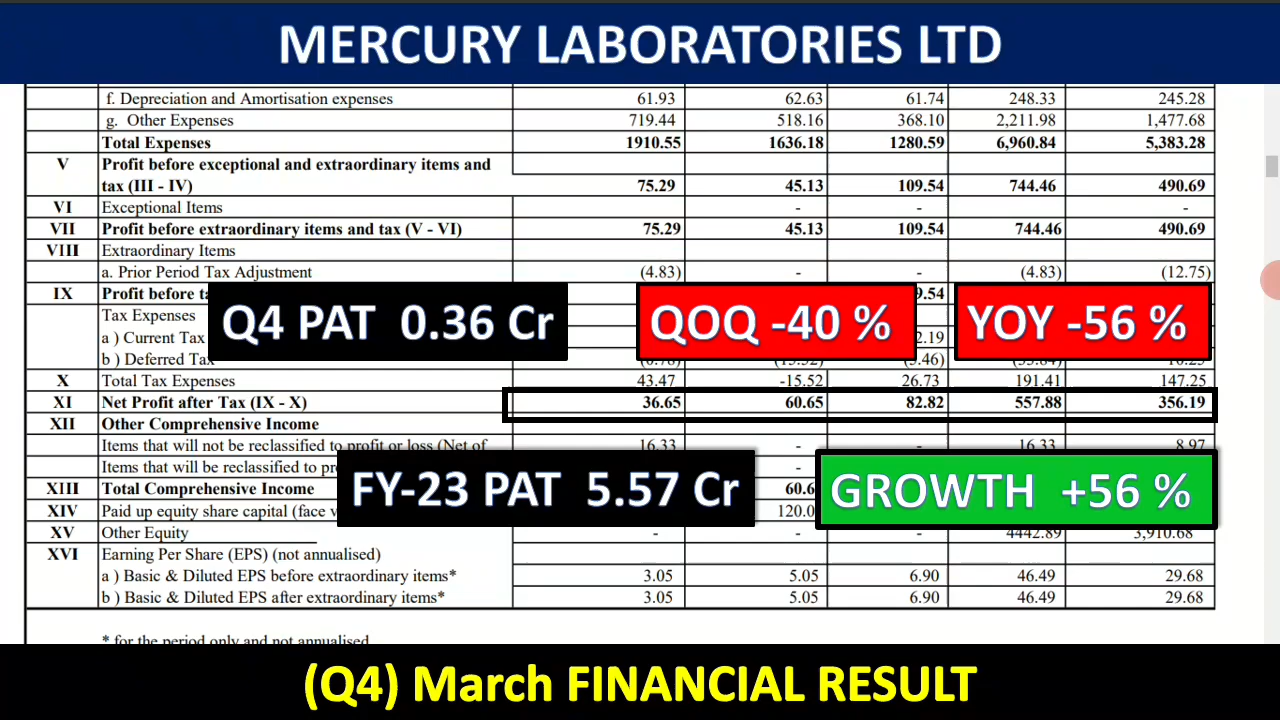 MERCURY LABORATORIES LTD
f. Depreciation and Amortisation expenses 61.93 62.63 61.74 248.33 245.28
g. Other Expenses 719.44 518.16 368.10 2,211.98 1,477.68
Total Expenses 1910.55 1636.18 1280.59 6,960.84 5,383.28
V Profit before exceptional and extraordinary items and
tax (III - IV) 75.29 45.13 109.54 744.46 490.69
VI Exceptional Items - - -
VII Profit before extraordinary items and tax (V - VI) 75.29 45.13 109.54 744.46 490.69
VIII Extraordinary Items
a. Prior Period Tax Adjustment (4.83) - - (4.83) (12.75)
IX Profit before
Tax Expenses
Q4 PAT 0.36 Cr QOQ -40 % YOY -56 %
a ) Current Tax
b ) Deferred Tax
X Total Tax Expenses 43.47 -15.52 26.73 191.41 147.25
XI Net Profit after Tax (IX - X) 36.65 60.65 82.82 557.88 356.19
XII Other Comprehensive Income
Items that will not be reclassified to profit or loss (Net of 16.33 - - 16.33 8.97
Items that will be reclassified to -
XIII Total Comprehensive Income
FY-23 PAT 5.57 Cr GROWTH +56 %
XIV Paid up equity share capital (face
XV Other Equity - - - 4442.89 3,910.68
XVI Earning Per Share (EPS) (not annualised)
a ) Basic & Diluted EPS before extraordinary items* 3.05 5.05 6.90 46.49 29.68
b ) Basic & Diluted EPS after extraordinary items* 3.05 5.05 6.90 46.49 29.68
* for the period only and not annualised
(Q4) March FINANCIAL RESULT